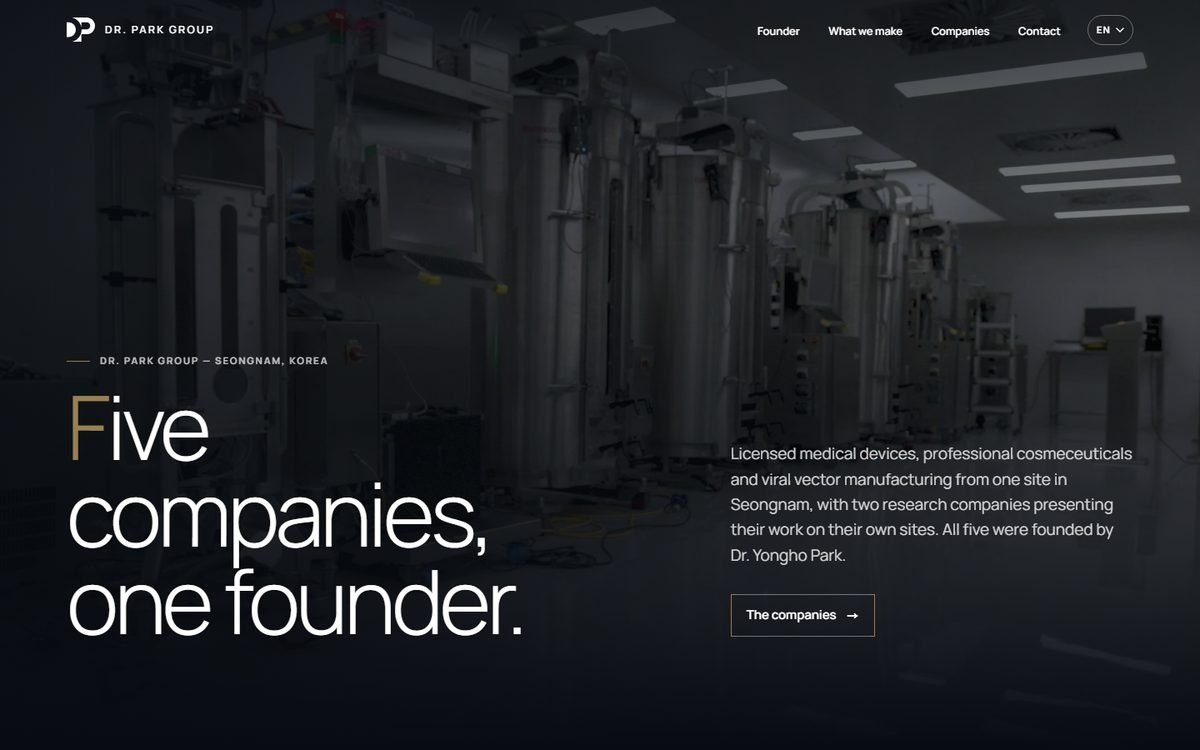 DR. PARK GROUP
Founder
What we make
Companies
Contact
EN
DR. PARK GROUP — SEONGNAM, KOREA
Five
companies,
one founder.
Licensed medical devices, professional cosmeceuticals
and viral vector manufacturing from one site in
Seongnam, with two research companies presenting
their work on their own sites. All five were founded by
Dr. Yongho Park.
The companies →